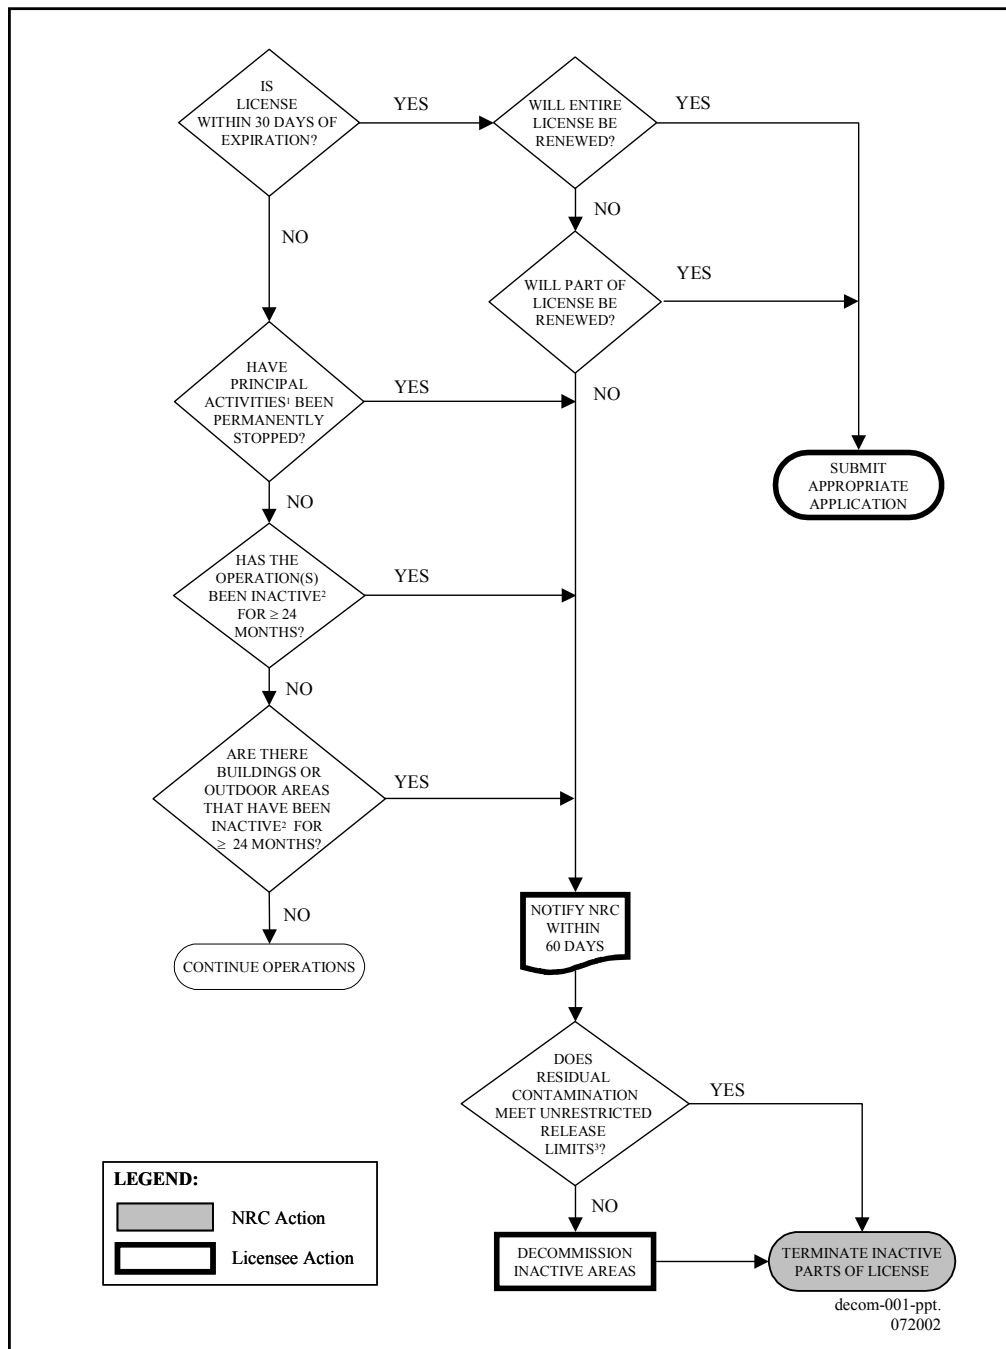 IS
LICENSE
WITHIN 30 DAYS OF
EXPIRATION?
YES
WILL ENTIRE
LICENSE BE
RENEWED?
YES
NO
NO
WILL PART OF
LICENSE BE
RENEWED?
YES
NO
HAVE
PRINCIPAL
ACTIVITIES¹ BEEN
PERMANENTLY
STOPPED?
YES
SUBMIT
APPROPRIATE
APPLICATION
NO
HAS THE
OPERATION(S)
BEEN INACTIVE²
FOR ≥ 24
MONTHS?
YES
NO
ARE THERE
BUILDINGS OR
OUTDOOR AREAS
THAT HAVE BEEN
INACTIVE² FOR
≥ 24 MONTHS?
YES
NO
CONTINUE OPERATIONS
NOTIFY NRC
WITHIN
60 DAYS
DOES
RESIDUAL
CONTAMINATION
MEET UNRESTRICTED
RELEASE
LIMITS³?
YES
NO
DECOMMISSION
INACTIVE AREAS
TERMINATE INACTIVE
PARTS OF LICENSE
LEGEND:
NRC Action
Licensee Action
decom-001-ppt.
072002